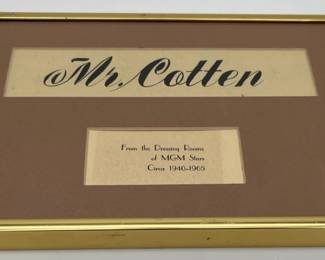 Mr. Cotten
From the Dressing Rooms
of MGM Stars
Circa 1940-1965